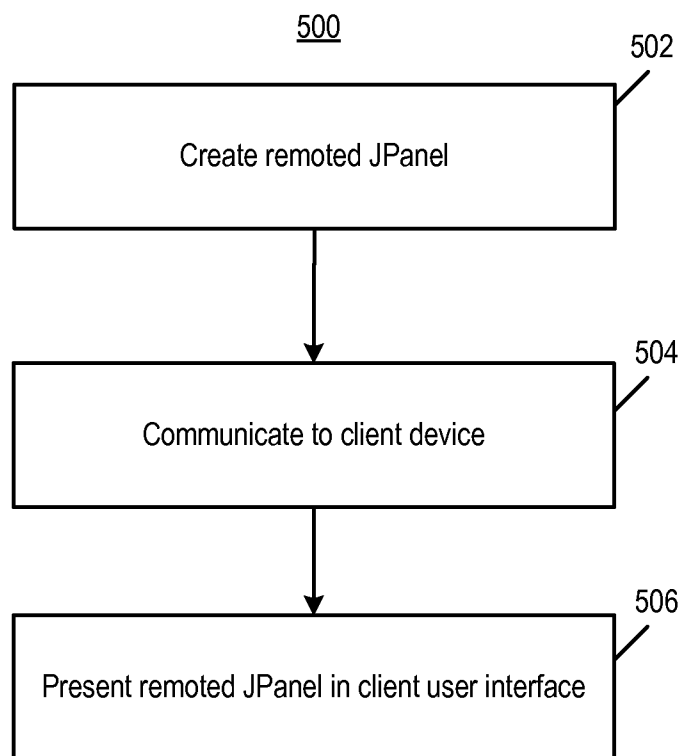 500
502
Create remoted JPanel
504
Communicate to client device
506
Present remoted JPanel in client user interface